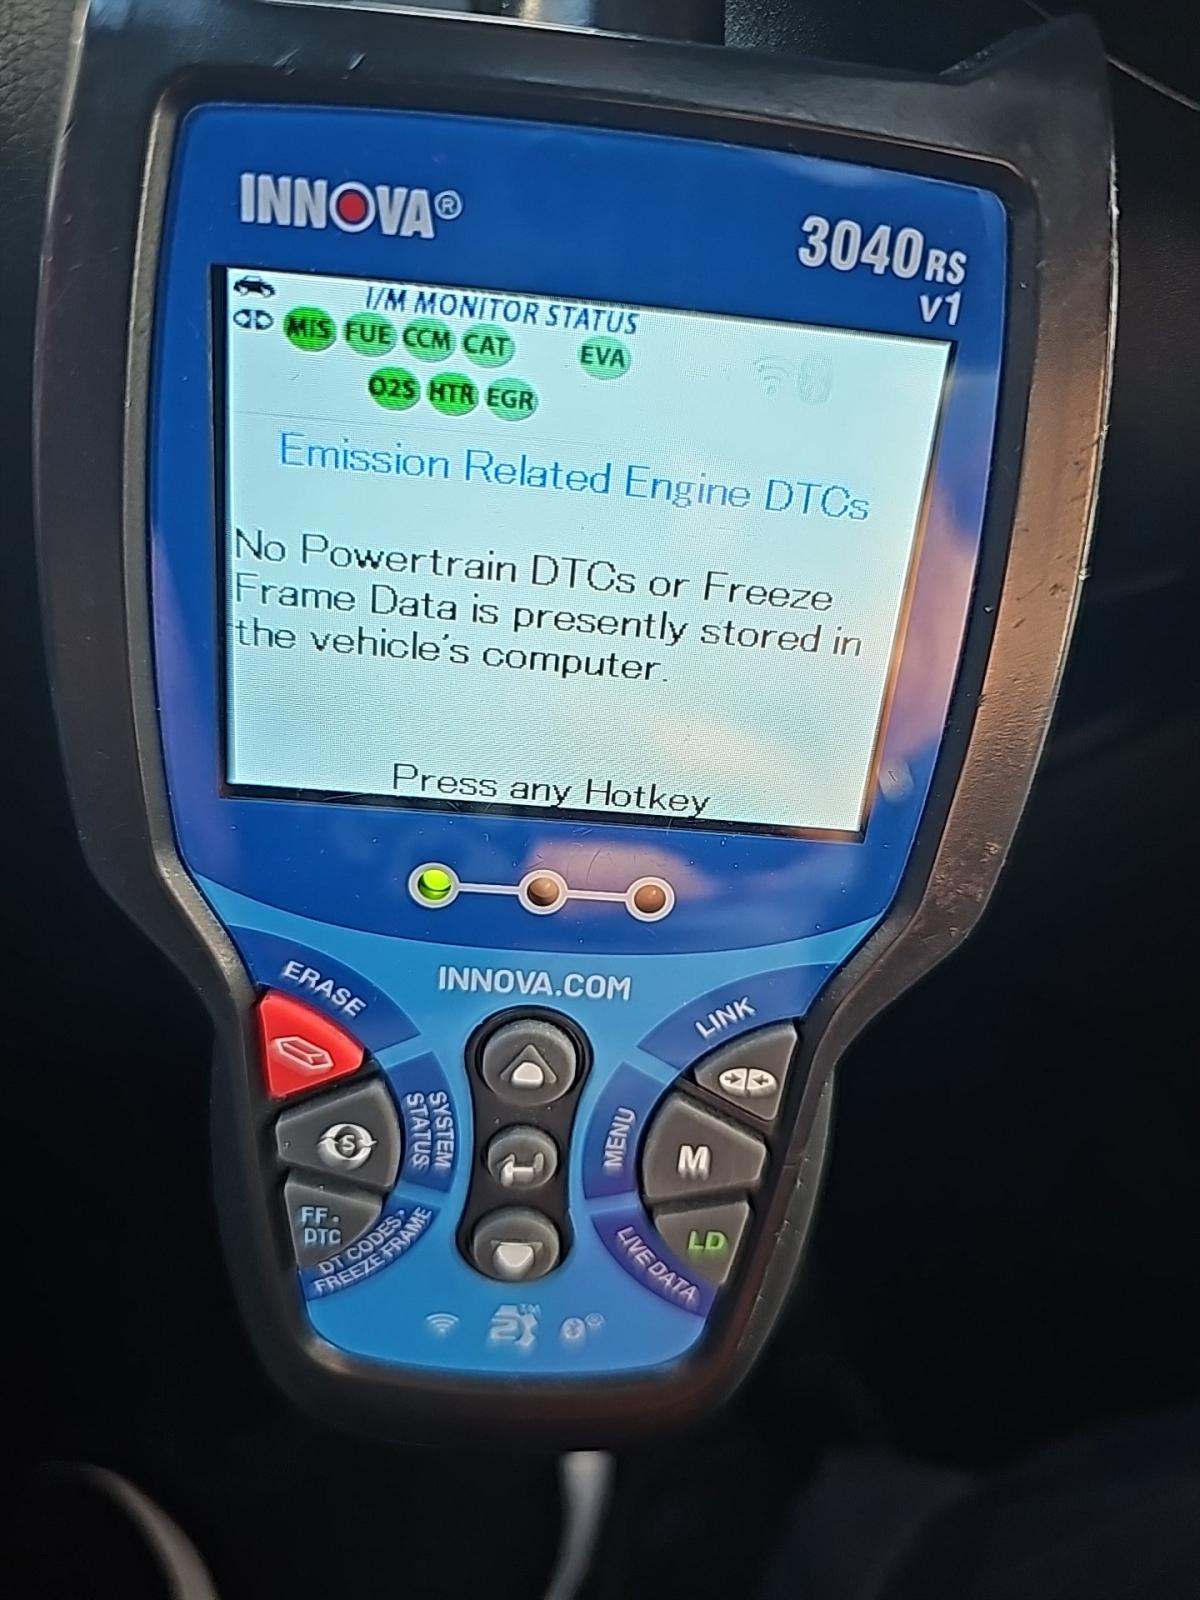 INNOVA®
3040RS
v1
I/M MONITOR STATUS
MIS FUE CCM CAT EVA
O2S HTR EGR
Emission Related Engine DTCs
No Powertrain DTCs or Freeze
Frame Data is presently stored in
the vehicle's computer.
Press any Hotkey
INNOVA.COM
ERASE
LINK
S
SYSTEM
STATUS
MENU
M
FF.
DTC
DT CODES
FREEZE FRAME
LIVE DATA
LD